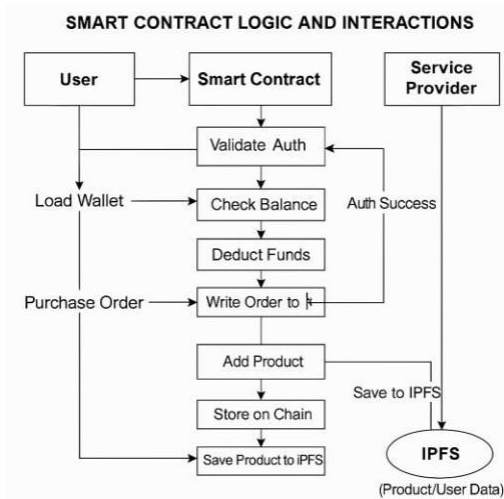 SMART CONTRACT LOGIC AND INTERACTIONS
User
Smart Contract
Service
Provider
Validate Auth
Load Wallet
Check Balance
Auth Success
Deduct Funds
Purchase Order
Write Order to
Add Product
Save to IPFS
Store on Chain
Save Product to iPFS
IPFS
(Product/User Data)